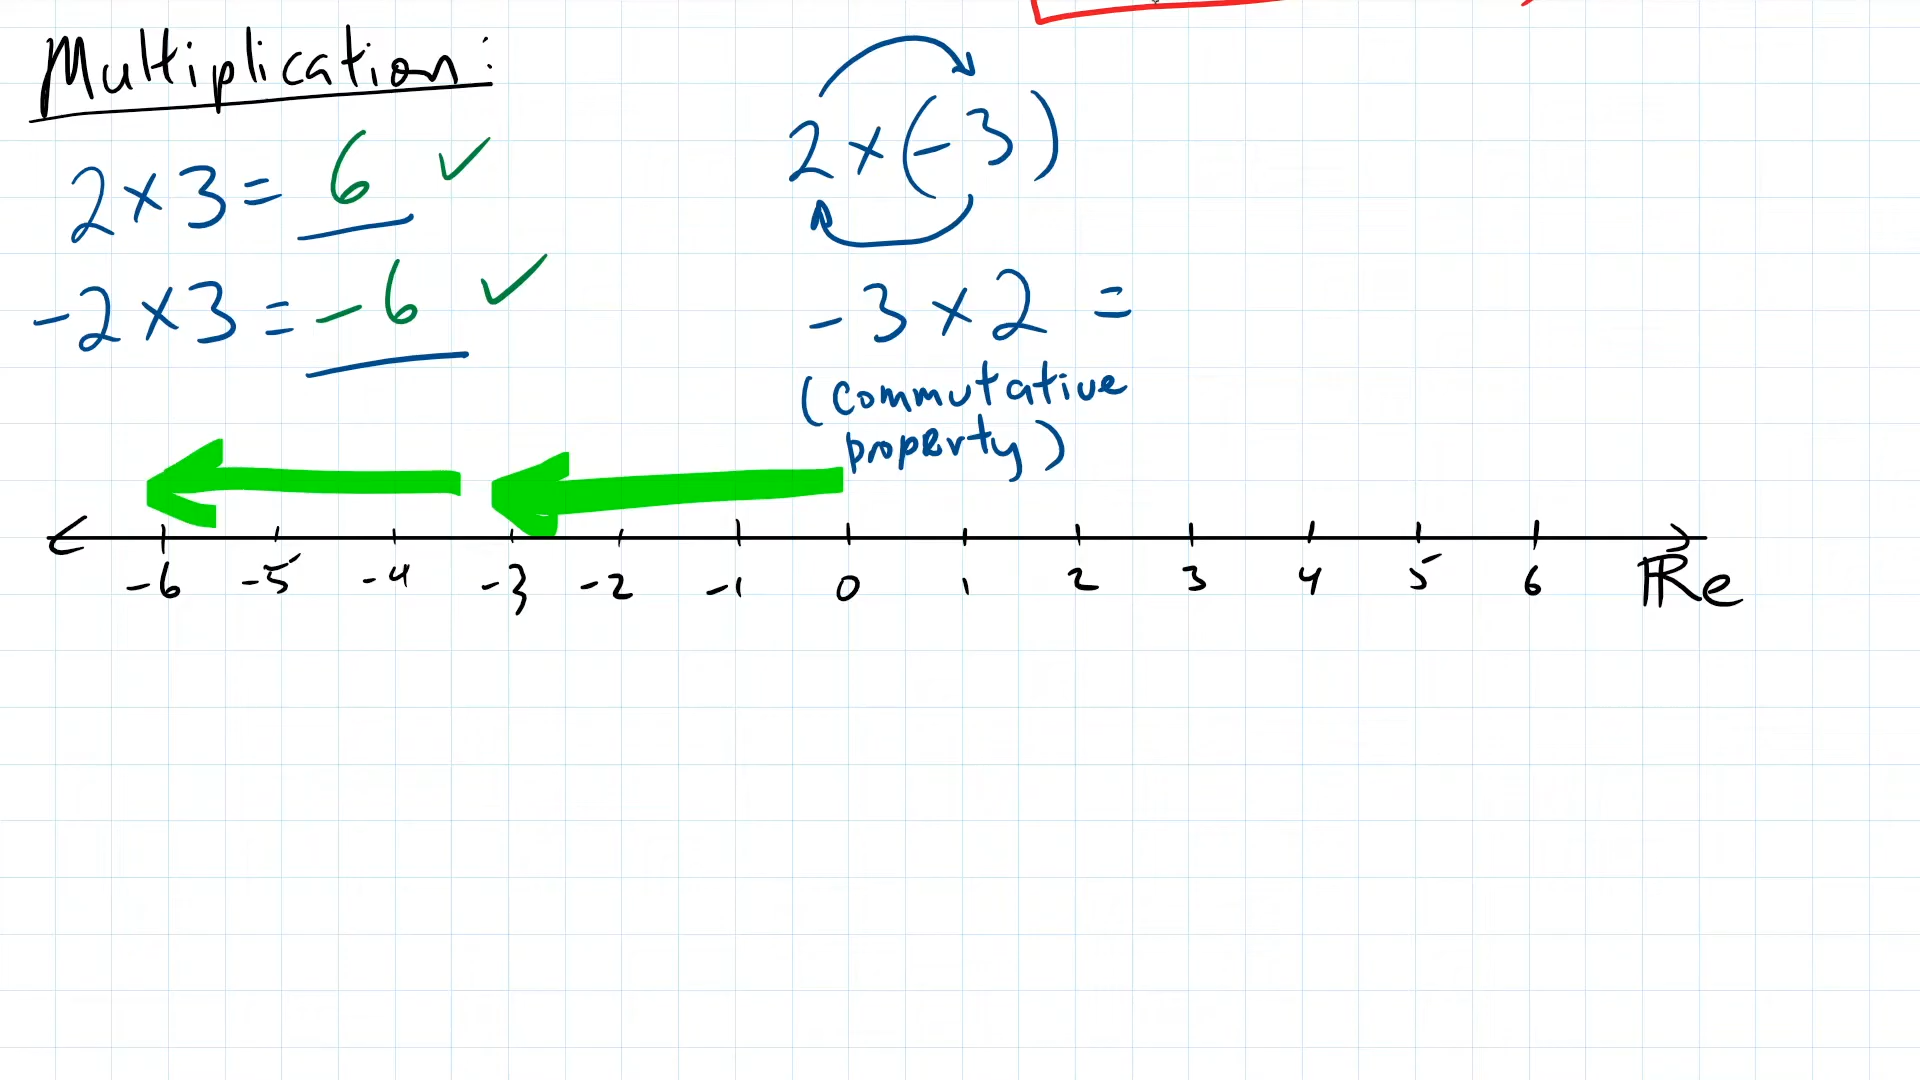 Multiplication:
2 × 3 = 6 ✓
-2 × 3 = -6 ✓
2 × (-3)
-3 × 2 =
(commutative
property)
-6 -5 -4 -3 -2 -1 0 1 2 3 4 5 6 ℝe